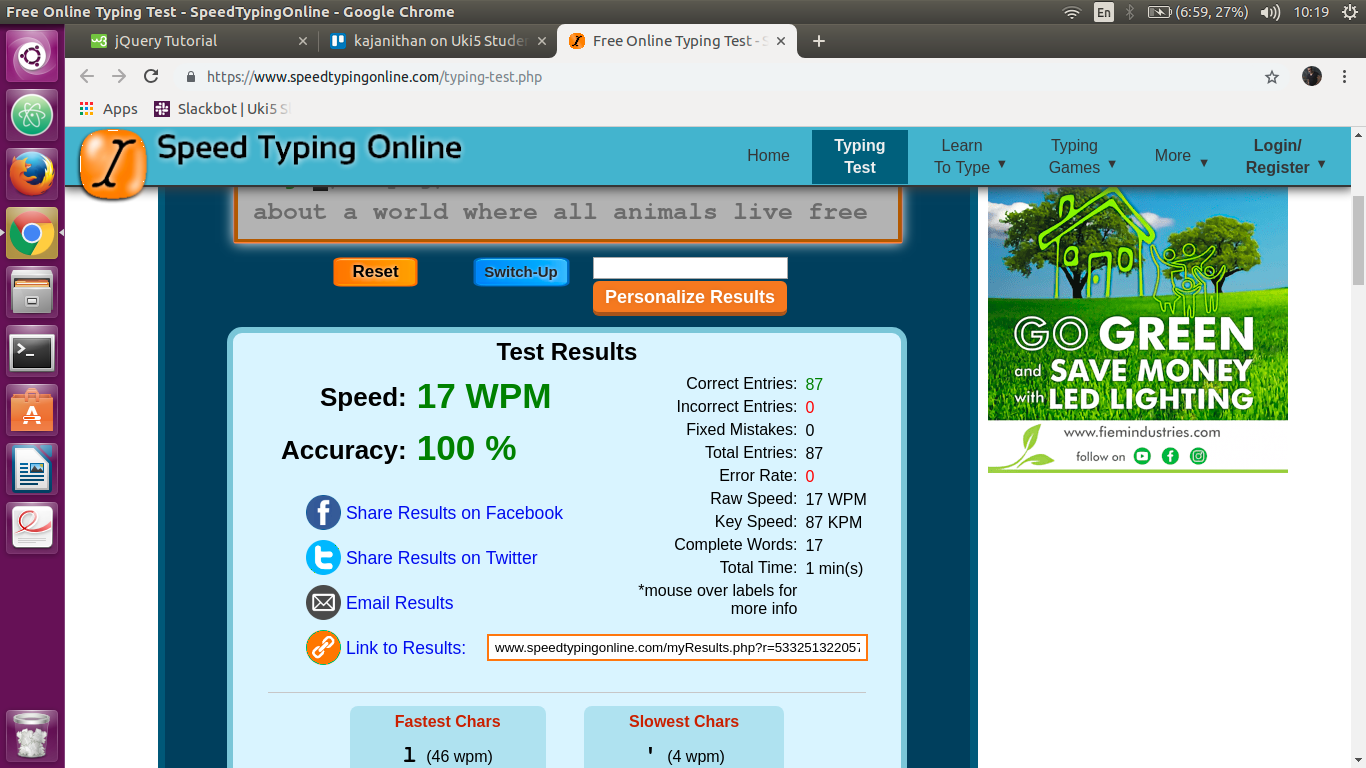 Free Online Typing Test - SpeedTypingOnline - Google Chrome
En
(6:59, 27%)
10:19
jQuery Tutorial
kajanithan on Uki5 Stude
Free Online Typing Test - S
https://www.speedtypingonline.com/typing-test.php
Apps
Slackbot | Uki5 S
Speed Typing Online
Home
Typing
Test
Learn
To Type
Typing
Games
More
Login/
Register
about a world where all animals live free
Reset
Switch-Up
Personalize Results
Test Results
Speed: 17 WPM
Accuracy: 100 %
Share Results on Facebook
Share Results on Twitter
Email Results
Link to Results:
www.speedtypingonline.com/myResults.php?r=533251322057
Correct Entries: 87
Incorrect Entries: 0
Fixed Mistakes: 0
Total Entries: 87
Error Rate: 0
Raw Speed: 17 WPM
Key Speed: 87 KPM
Complete Words: 17
Total Time: 1 min(s)
*mouse over labels for
more info
Fastest Chars
l (46 wpm)
Slowest Chars
' (4 wpm)
GO GREEN
and SAVE MONEY
with LED LIGHTING
www.fiemindustries.com
follow on